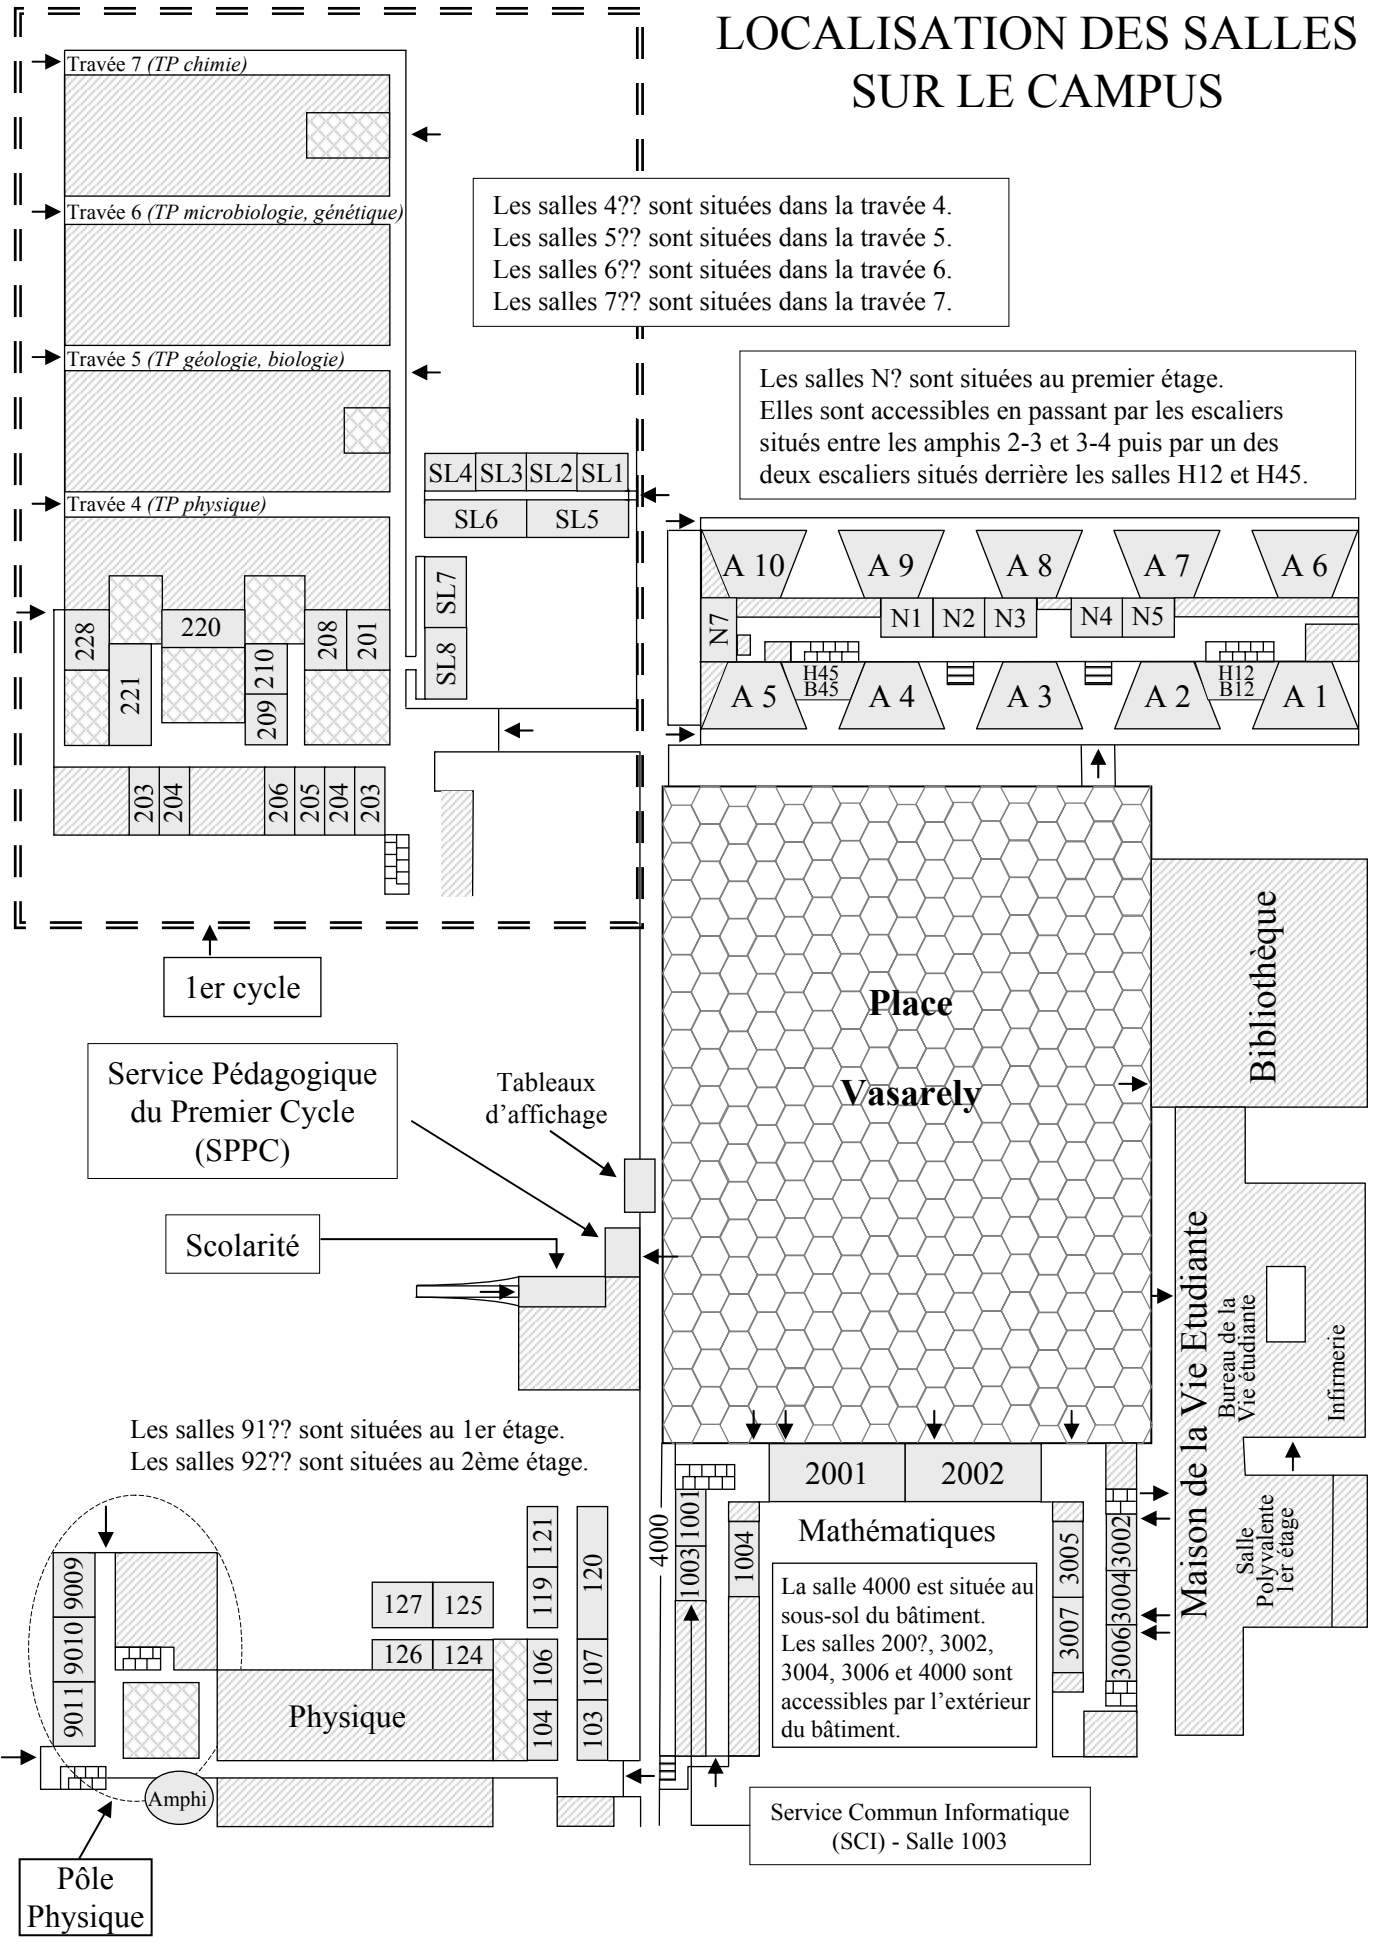 LOCALISATION DES SALLES
SUR LE CAMPUS
Travée 7 (TP chimie)
Travée 6 (TP microbiologie, génétique)
Les salles 4?? sont situées dans la travée 4.
Les salles 5?? sont situées dans la travée 5.
Les salles 6?? sont situées dans la travée 6.
Les salles 7?? sont situées dans la travée 7.
Travée 5 (TP géologie, biologie)
Les salles N? sont situées au premier étage.
Elles sont accessibles en passant par les escaliers
situés entre les amphis 2-3 et 3-4 puis par un des
deux escaliers situés derrière les salles H12 et H45.
SL4 SL3 SL2 SL1
SL6 SL5
Travée 4 (TP physique)
SL7
SL8
A 10 A 9 A 8 A 7 A 6
N7 N1 N2 N3 N4 N5
H45
B45
H12
B12
A 5 A 4 A 3 A 2 A 1
228 220 208 201
221 210
209
203 204 206 205 204 203
1er cycle
Place
Vasarely
Bibliothèque
Service Pédagogique
du Premier Cycle
(SPPC)
Tableaux
d’affichage
Scolarité
Maison de la Vie Etudiante
Bureau de la
Vie étudiante
Infirmerie
Salle
Polyvalente
1er étage
Les salles 91?? sont situées au 1er étage.
Les salles 92?? sont situées au 2ème étage.
2001 2002
4000
1001
1003
1004
Mathématiques
3005
3007
3002
3004
3006
La salle 4000 est située au
sous-sol du bâtiment.
Les salles 200?, 3002,
3004, 3006 et 4000 sont
accessibles par l’extérieur
du bâtiment.
9009
9010
9011
121
119
120
127 125
126 124
106 107
104 103
Physique
Amphi
Service Commun Informatique
(SCI) - Salle 1003
Pôle
Physique